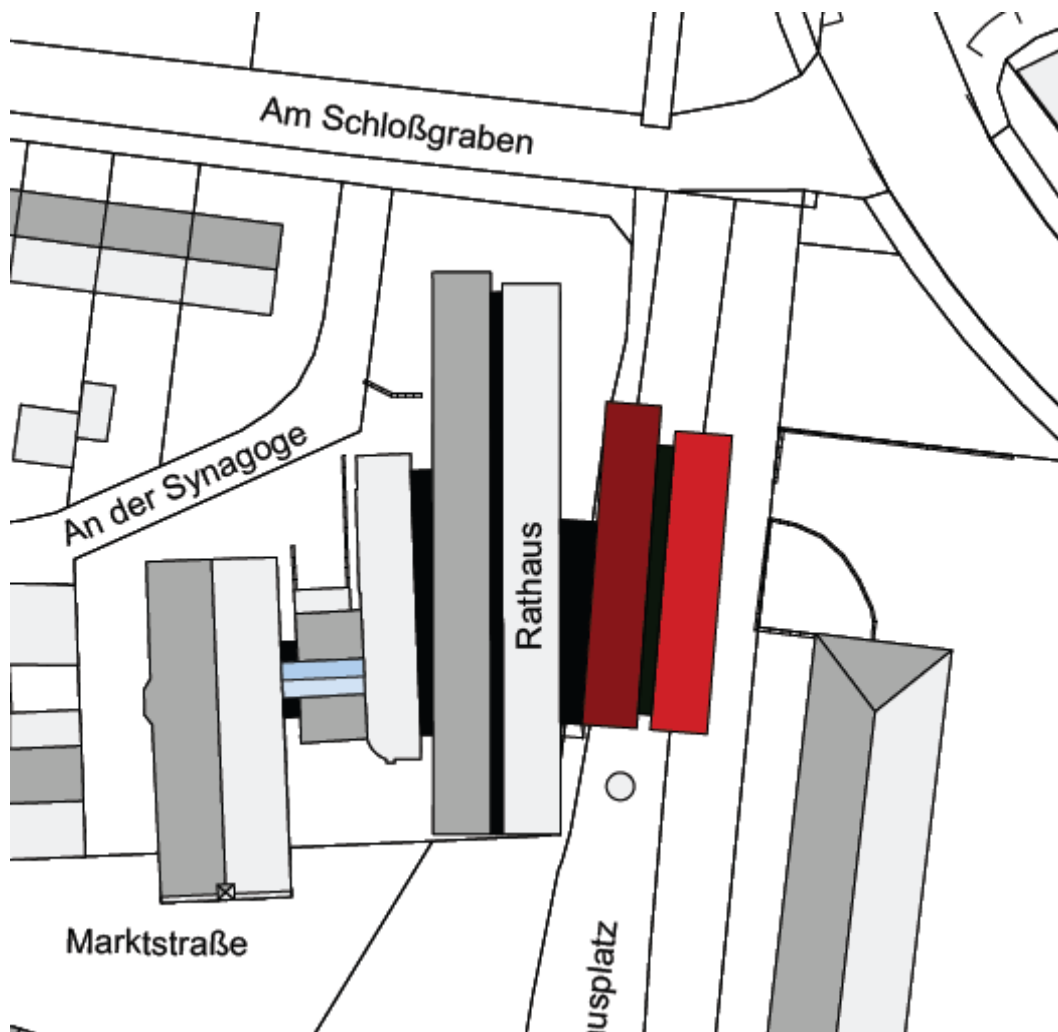 Am Schloßgraben
An der Synagoge
Rathaus
Marktstraße
usplatz